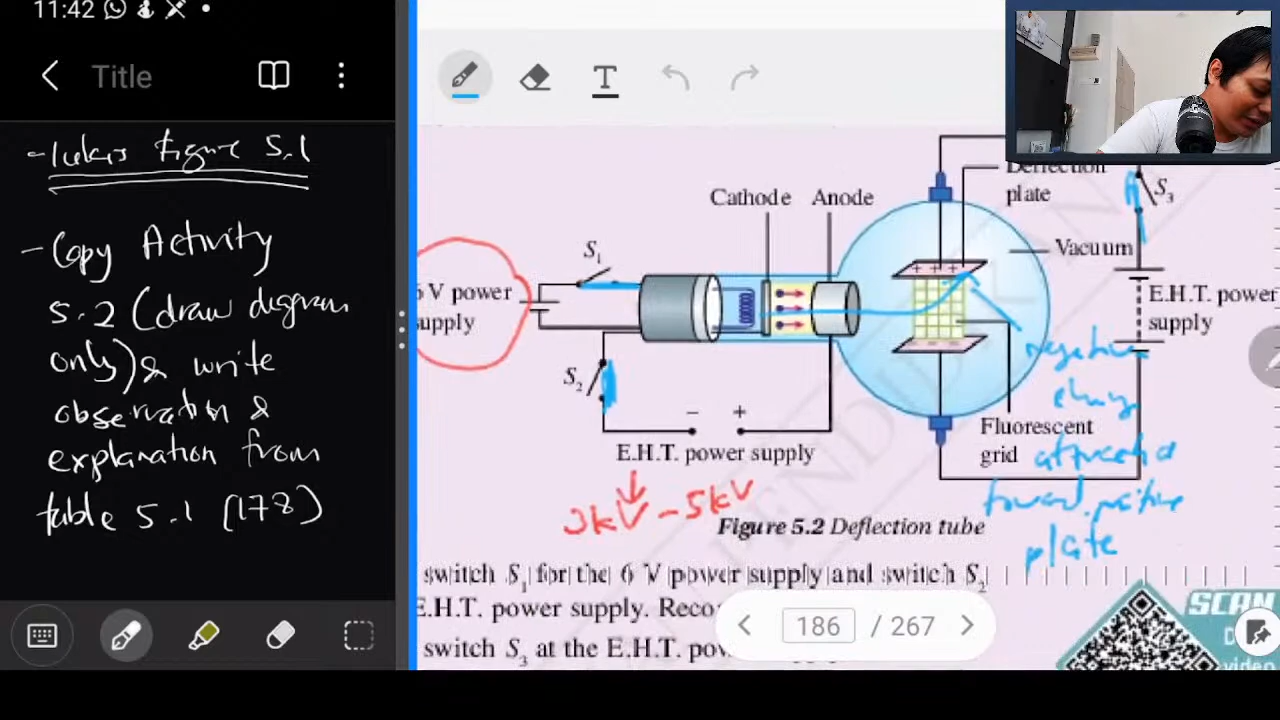 11:42
Title
- lukis figure 5.1
- Copy Activity
5.2 (draw diagram
only) & write
observation &
explanation from
table 5.1 (178)
Cathode Anode
Deflection
plate
S1
S3
Vacuum
6 V power
supply
+ + +
E.H.T. power
supply
S2
negative
charge
- +
Fluorescent
grid
attracted
toward positive
plate
E.H.T. power supply
3kV - 5kV
Figure 5.2 Deflection tube
switch S1 for the 6 V power supply and switch S2
E.H.T. power supply. Reco
186 / 267
switch S3 at the E.H.T. pow
SCAN
video